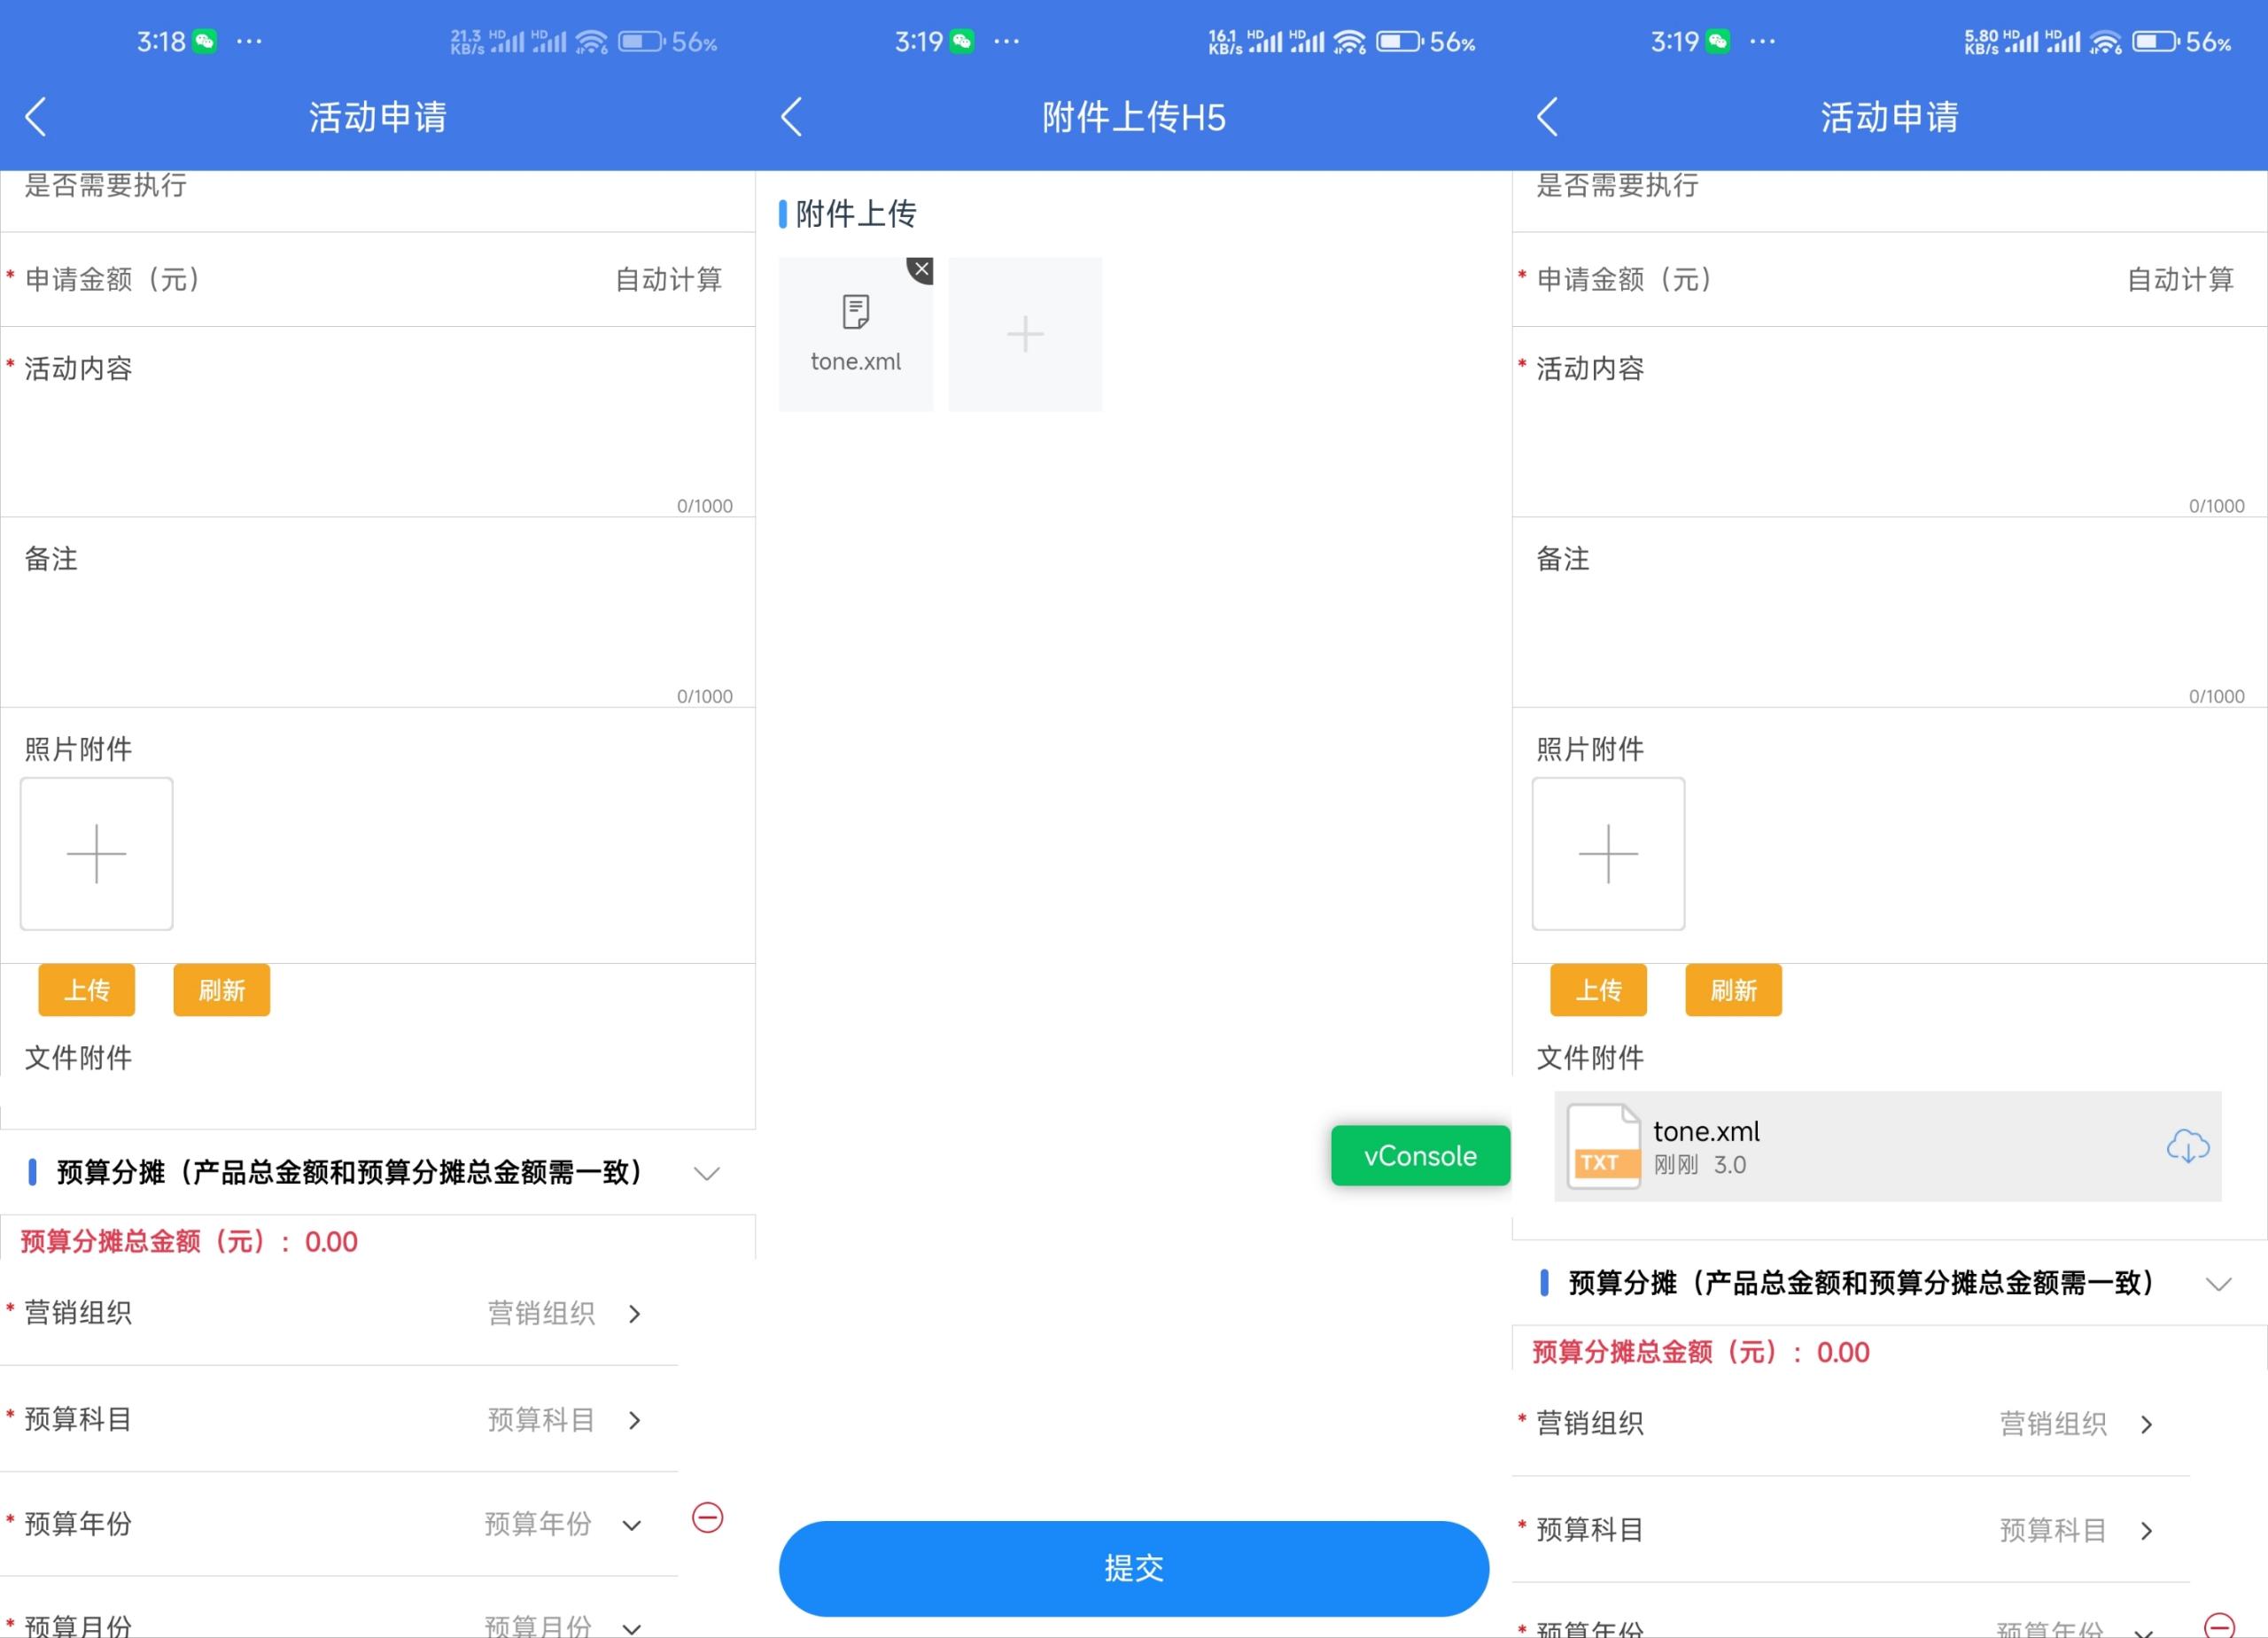 3:18 ··· 21.3 KB/s HD HD 6 56%
活动申请
是否需要执行
* 申请金额（元） 自动计算
* 活动内容
0/1000
备注
0/1000
照片附件
上传 刷新
文件附件
预算分摊（产品总金额和预算分摊总金额需一致）
预算分摊总金额（元）: 0.00
* 营销组织 营销组织
* 预算科目 预算科目
* 预算年份 预算年份
* 预算月份 预算月份
3:19 ··· 16.1 KB/s HD HD 6 56%
附件上传H5
附件上传
tone.xml
vConsole
提交
3:19 ··· 5.80 KB/s HD HD 6 56%
活动申请
是否需要执行
* 申请金额（元） 自动计算
* 活动内容
0/1000
备注
0/1000
照片附件
上传 刷新
文件附件
TXT
tone.xml
刚刚 3.0
预算分摊（产品总金额和预算分摊总金额需一致）
预算分摊总金额（元）: 0.00
* 营销组织 营销组织
* 预算科目 预算科目
* 预算年份 预算年份